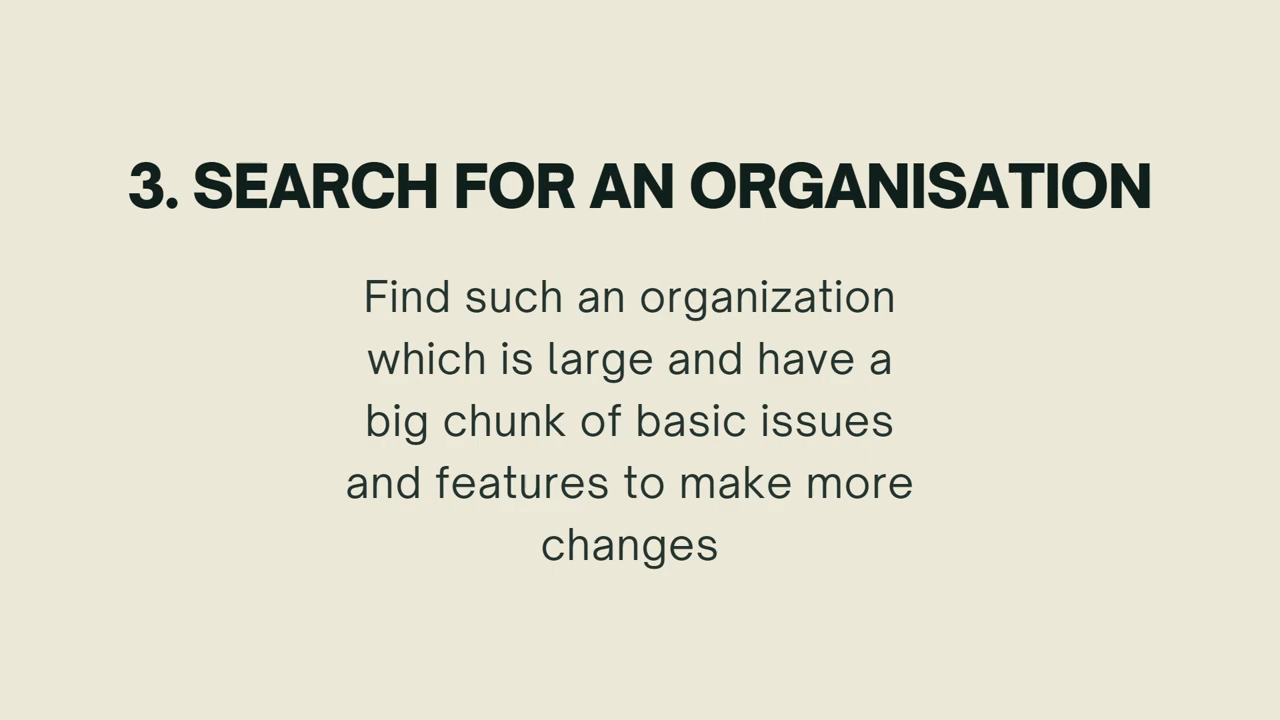 3. SEARCH FOR AN ORGANISATION
Find such an organization
which is large and have a
big chunk of basic issues
and features to make more
changes